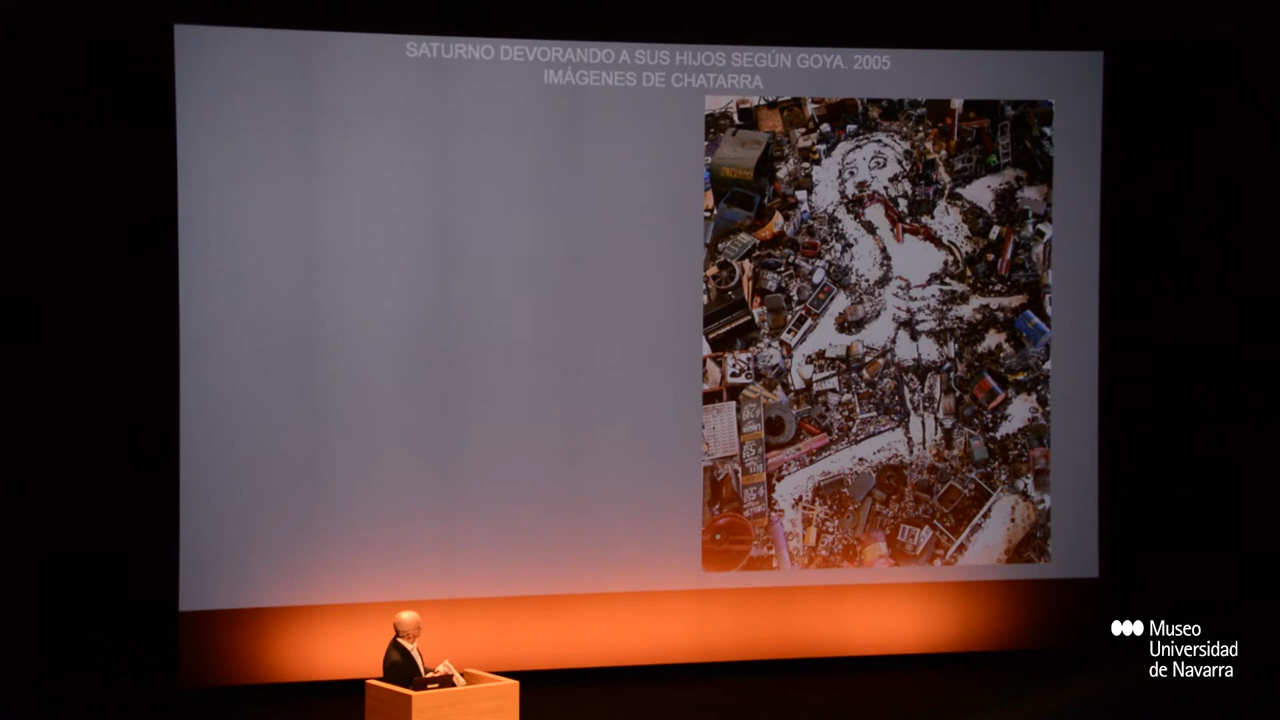 SATURNO DEVORANDO A SUS HIJOS SEGÚN GOYA. 2005
IMÁGENES DE CHATARRA
Museo
Universidad
de Navarra